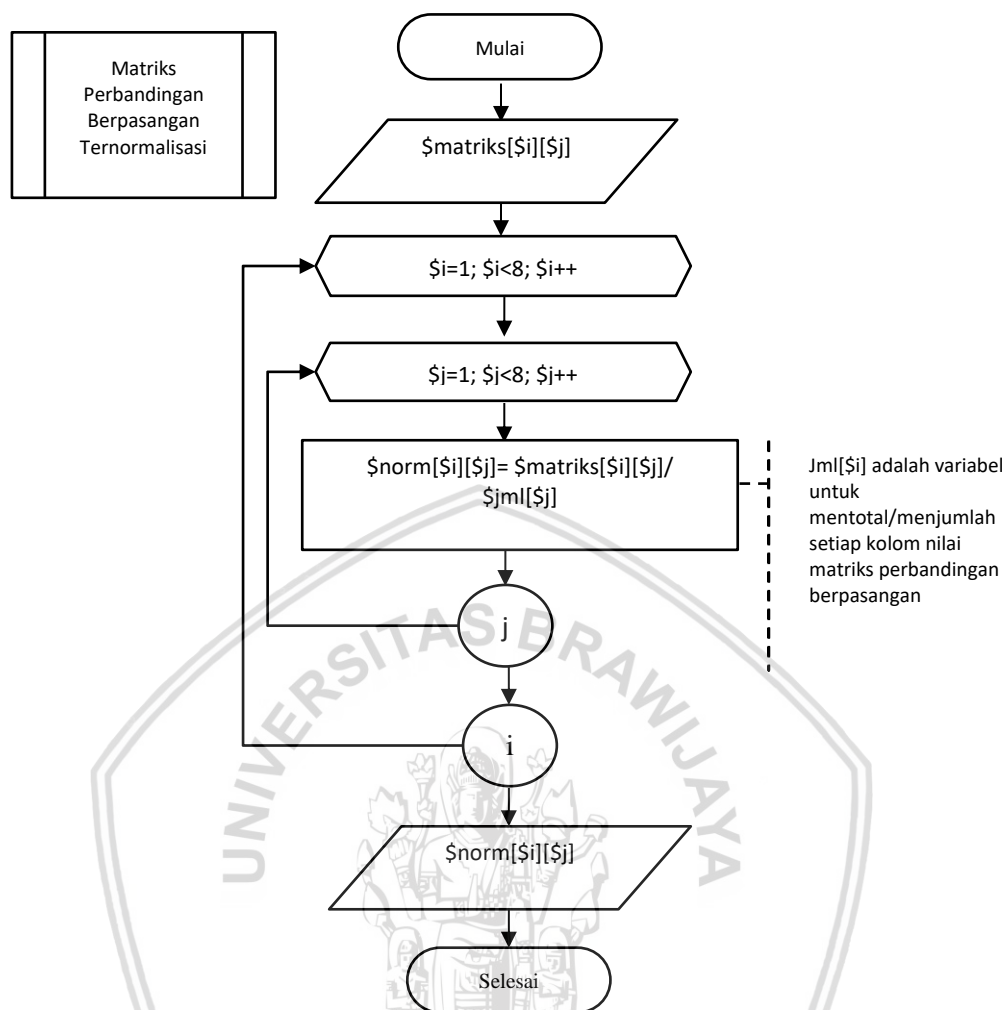 Matriks
Perbandingan
Berpasangan
Ternormalisasi
Mulai
$matriks[$i][$j]
$i=1; $i<8; $i++
$j=1; $j<8; $j++
$norm[$i][$j]= $matriks[$i][$j]/
$jml[$j]
Jml[$i] adalah variabel
untuk
mentotal/menjumlah
setiap kolom nilai
matriks perbandingan
berpasangan
j
i
$norm[$i][$j]
Selesai
UNIVERSITAS BRAWIJAYA